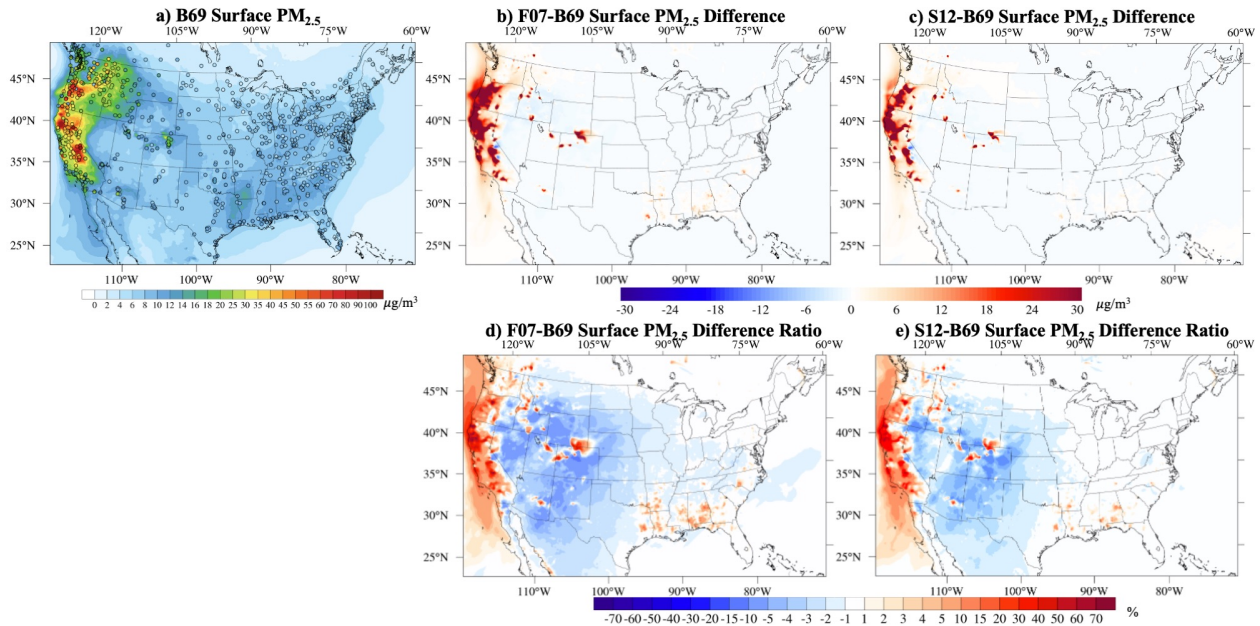 a) B69 Surface PM2.5
120°W 105°W 90°W 75°W 60°W
45°N
40°N
35°N
30°N
25°N
110°W 100°W 90°W 80°W
0 2 4 6 8 10 12 14 16 18 20 25 30 35 40 45 50 55 60 70 80 90 100 μg/m³
b) F07-B69 Surface PM2.5 Difference
120°W 105°W 90°W 75°W 60°W
45°N
40°N
35°N
30°N
25°N
110°W 100°W 90°W 80°W
c) S12-B69 Surface PM2.5 Difference
120°W 105°W 90°W 75°W 60°W
45°N
40°N
35°N
30°N
25°N
110°W 100°W 90°W 80°W
-30 -24 -18 -12 -6 0 6 12 18 24 30 μg/m³
d) F07-B69 Surface PM2.5 Difference Ratio
120°W 105°W 90°W 75°W 60°W
45°N
40°N
35°N
30°N
25°N
110°W 100°W 90°W 80°W
e) S12-B69 Surface PM2.5 Difference Ratio
120°W 105°W 90°W 75°W 60°W
45°N
40°N
35°N
30°N
25°N
110°W 100°W 90°W 80°W
-70 -60 -50 -40 -30 -20 -15 -10 -5 -4 -3 -2 -1 1 2 3 4 5 10 15 20 30 40 50 60 70 %